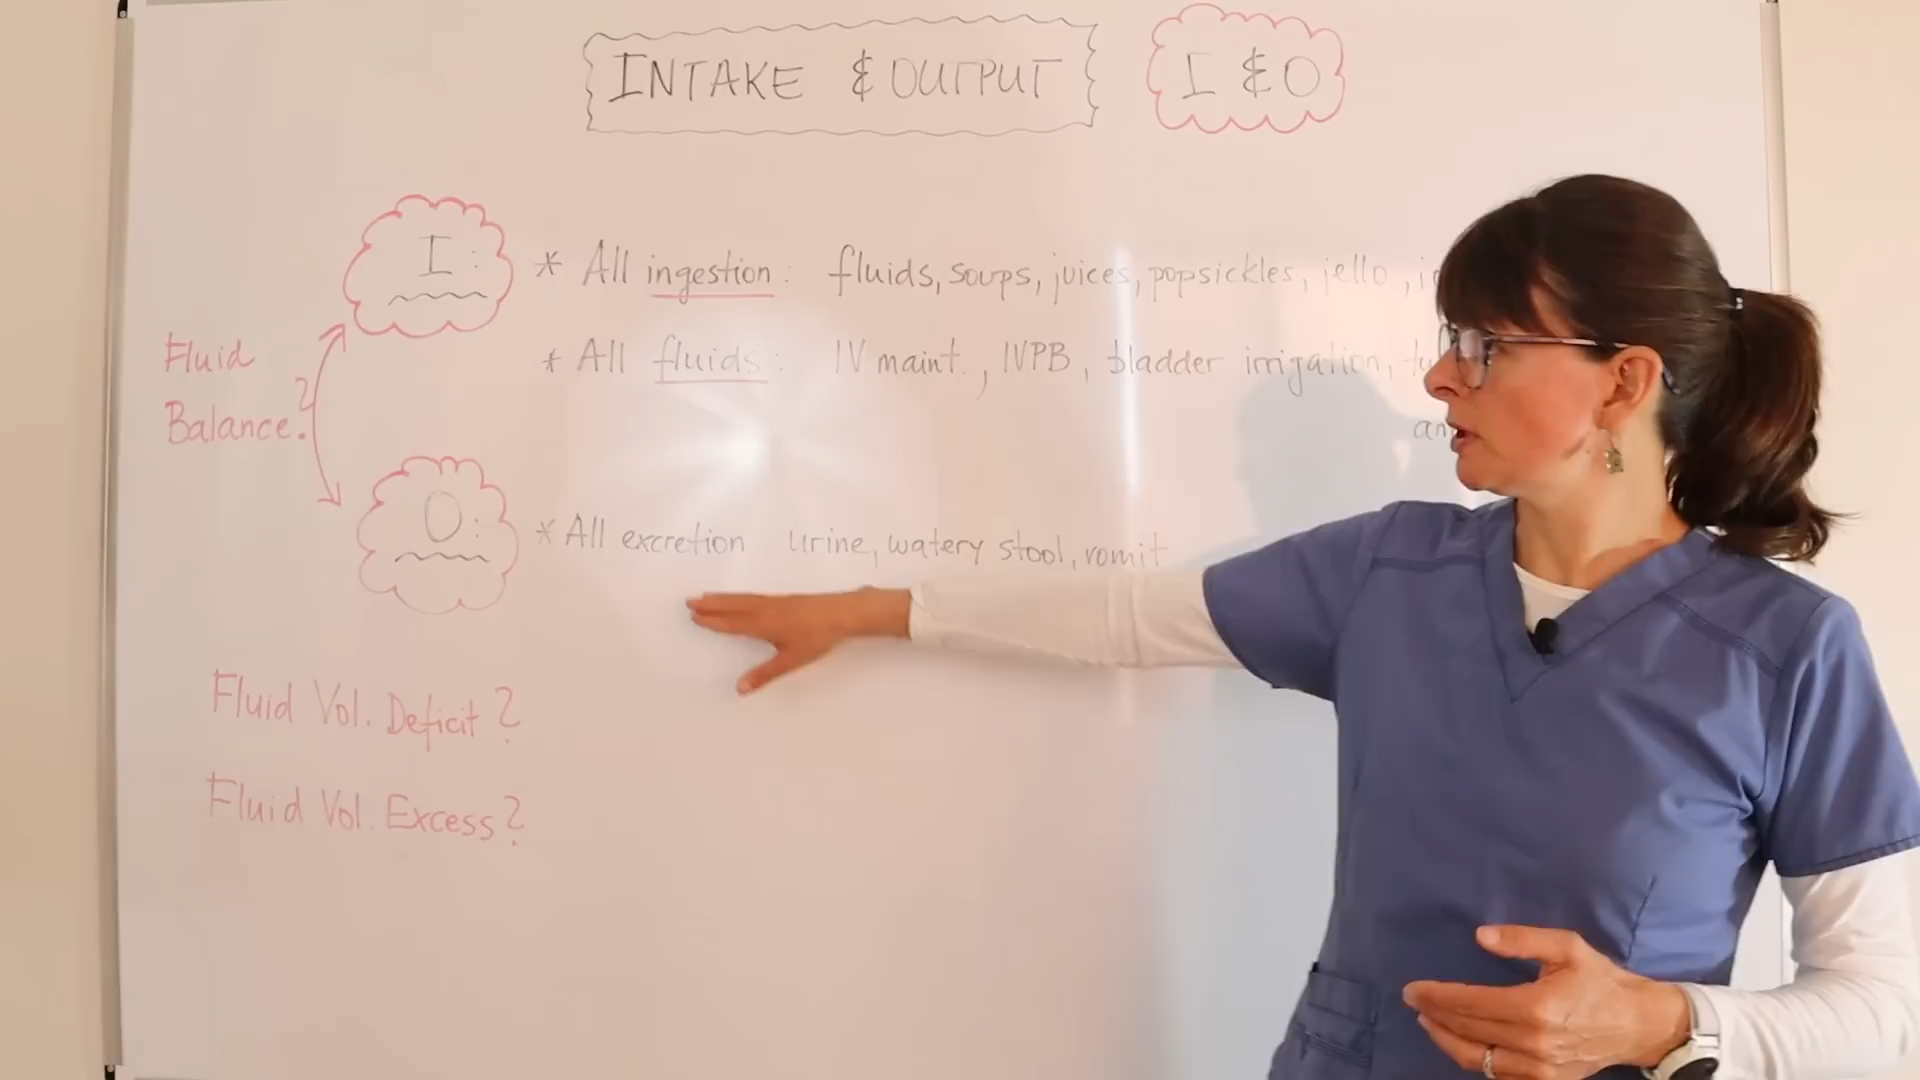 INTAKE & OUTPUT
I & O
I:
* All ingestion: fluids, soups, juices, popsickles, jello,
* All fluids: IV maint., IVPB, bladder irrigation,
Fluid
Balance?
O:
* All excretion: urine, watery stool, vomit
Fluid Vol. Deficit?
Fluid Vol. Excess?